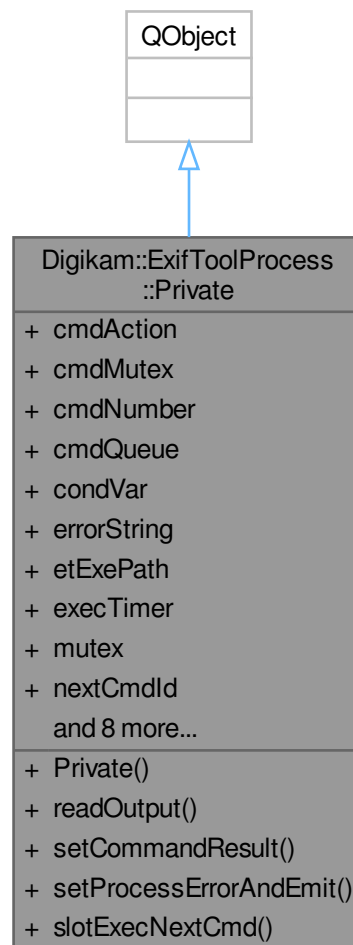 QObject
Digikam::ExifToolProcess
::Private
+ cmdAction
+ cmdMutex
+ cmdNumber
+ cmdQueue
+ condVar
+ errorString
+ etExePath
+ execTimer
+ mutex
+ nextCmdId
and 8 more...
+ Private()
+ readOutput()
+ setCommandResult()
+ setProcessErrorAndEmit()
+ slotExecNextCmd()